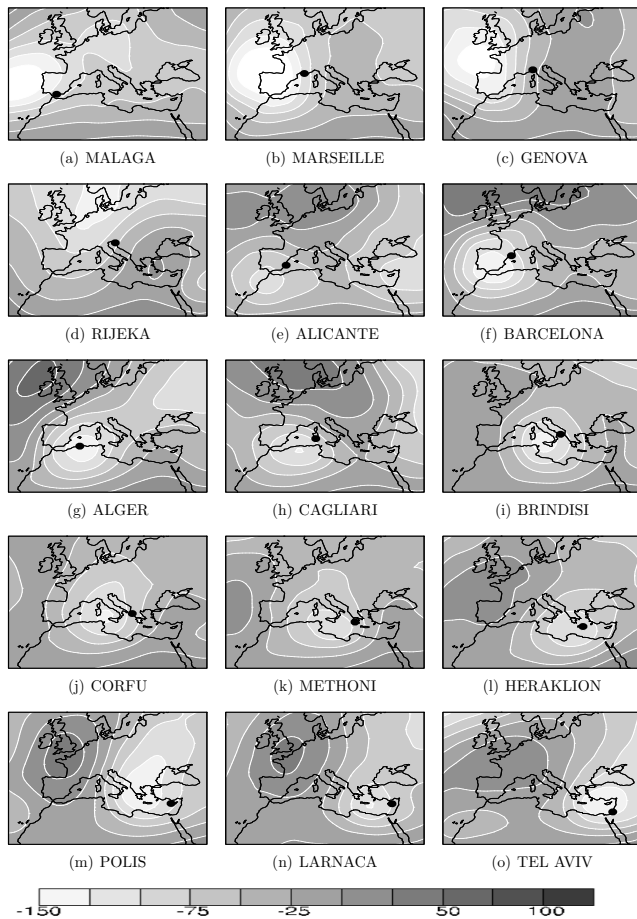 (a) MALAGA
(b) MARSEILLE
(c) GENOVA
(d) RIJEKA
(e) ALICANTE
(f) BARCELONA
(g) ALGER
(h) CAGLIARI
(i) BRINDISI
(j) CORFU
(k) METHONI
(l) HERAKLION
(m) POLIS
(n) LARNACA
(o) TEL AVIV
-150 -75 -25 50 100